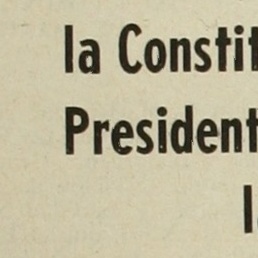 la Constit
President
l